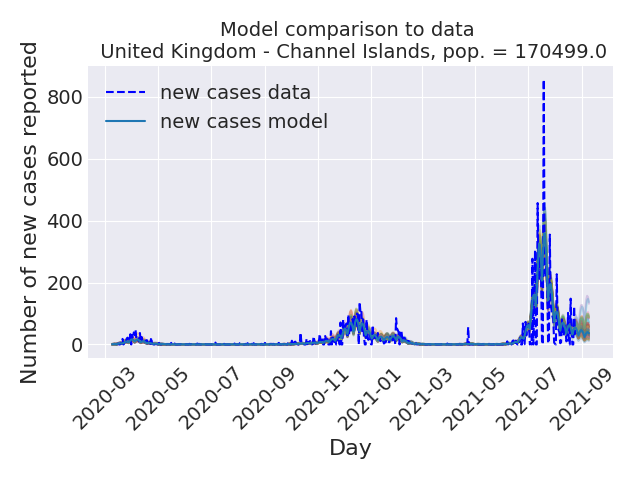 Model comparison to data
United Kingdom - Channel Islands, pop. = 170499.0
Number of new cases reported
800
600
400
200
0
new cases data
new cases model
2020-03
2020-05
2020-07
2020-09
2020-11
2021-01
2021-03
2021-05
2021-07
2021-09
Day